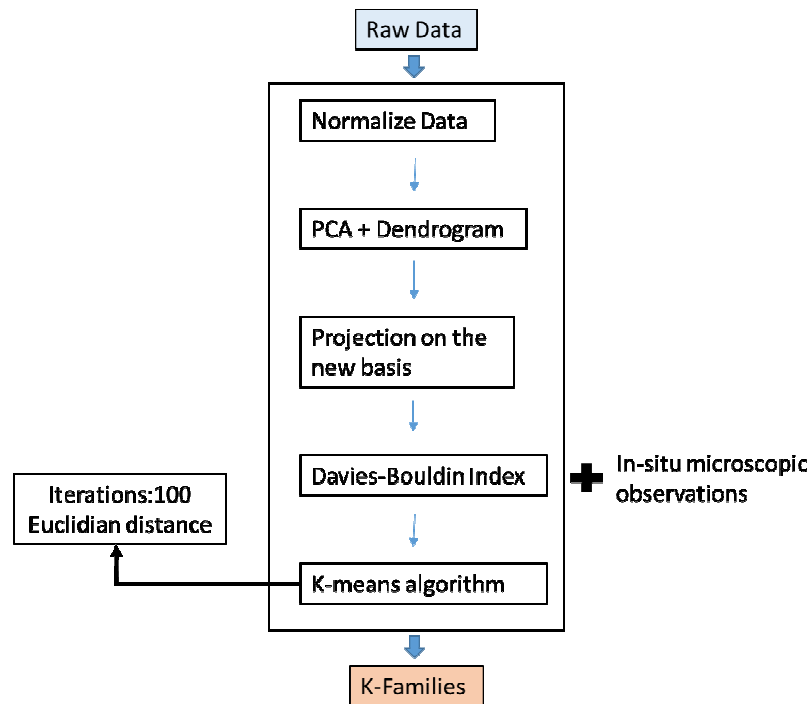 Raw Data
Normalize Data
PCA + Dendrogram
Projection on the
new basis
Davies-Bouldin Index
In-situ microscopic
observations
Iterations:100
Euclidian distance
K-means algorithm
K-Families